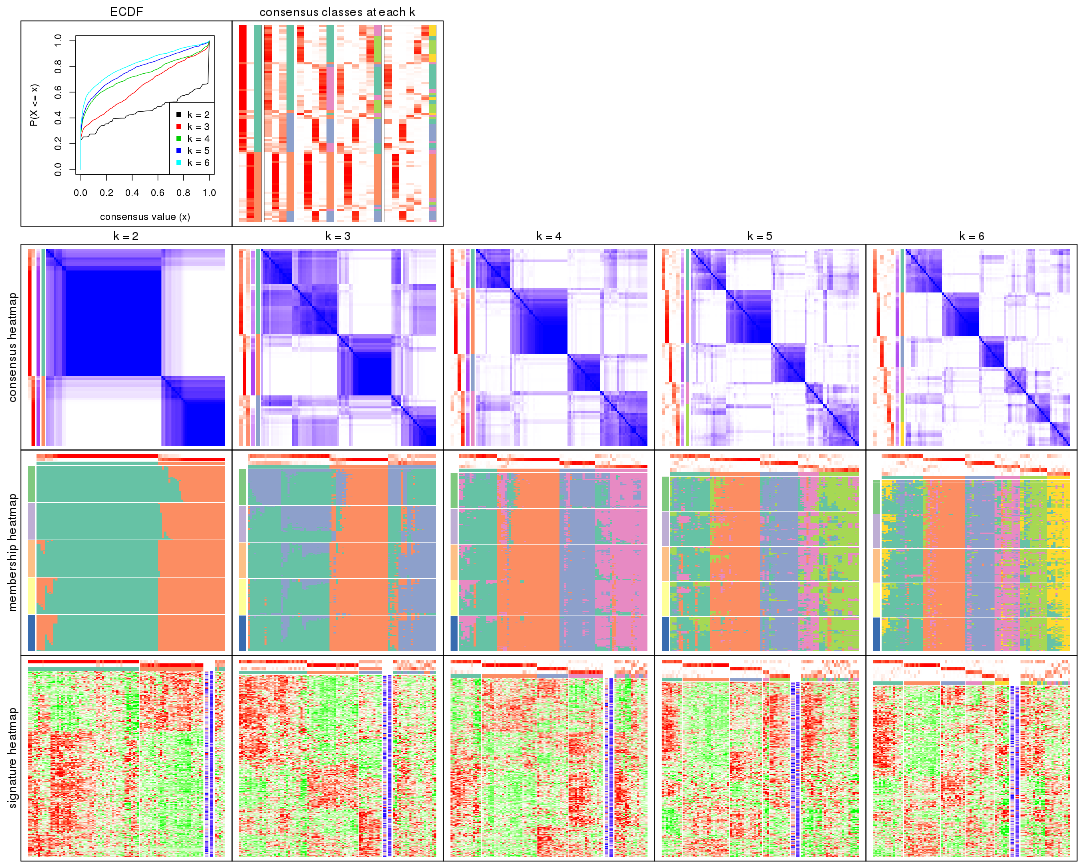 ECDF
consensus classes at each k
P(X <= x)
0.0 0.2 0.4 0.6 0.8 1.0
k = 2
k = 3
k = 4
k = 5
k = 6
0.0 0.2 0.4 0.6 0.8 1.0
consensus value (x)
k = 2
k = 3
k = 4
k = 5
k = 6
consensus heatmap
membership heatmap
signature heatmap